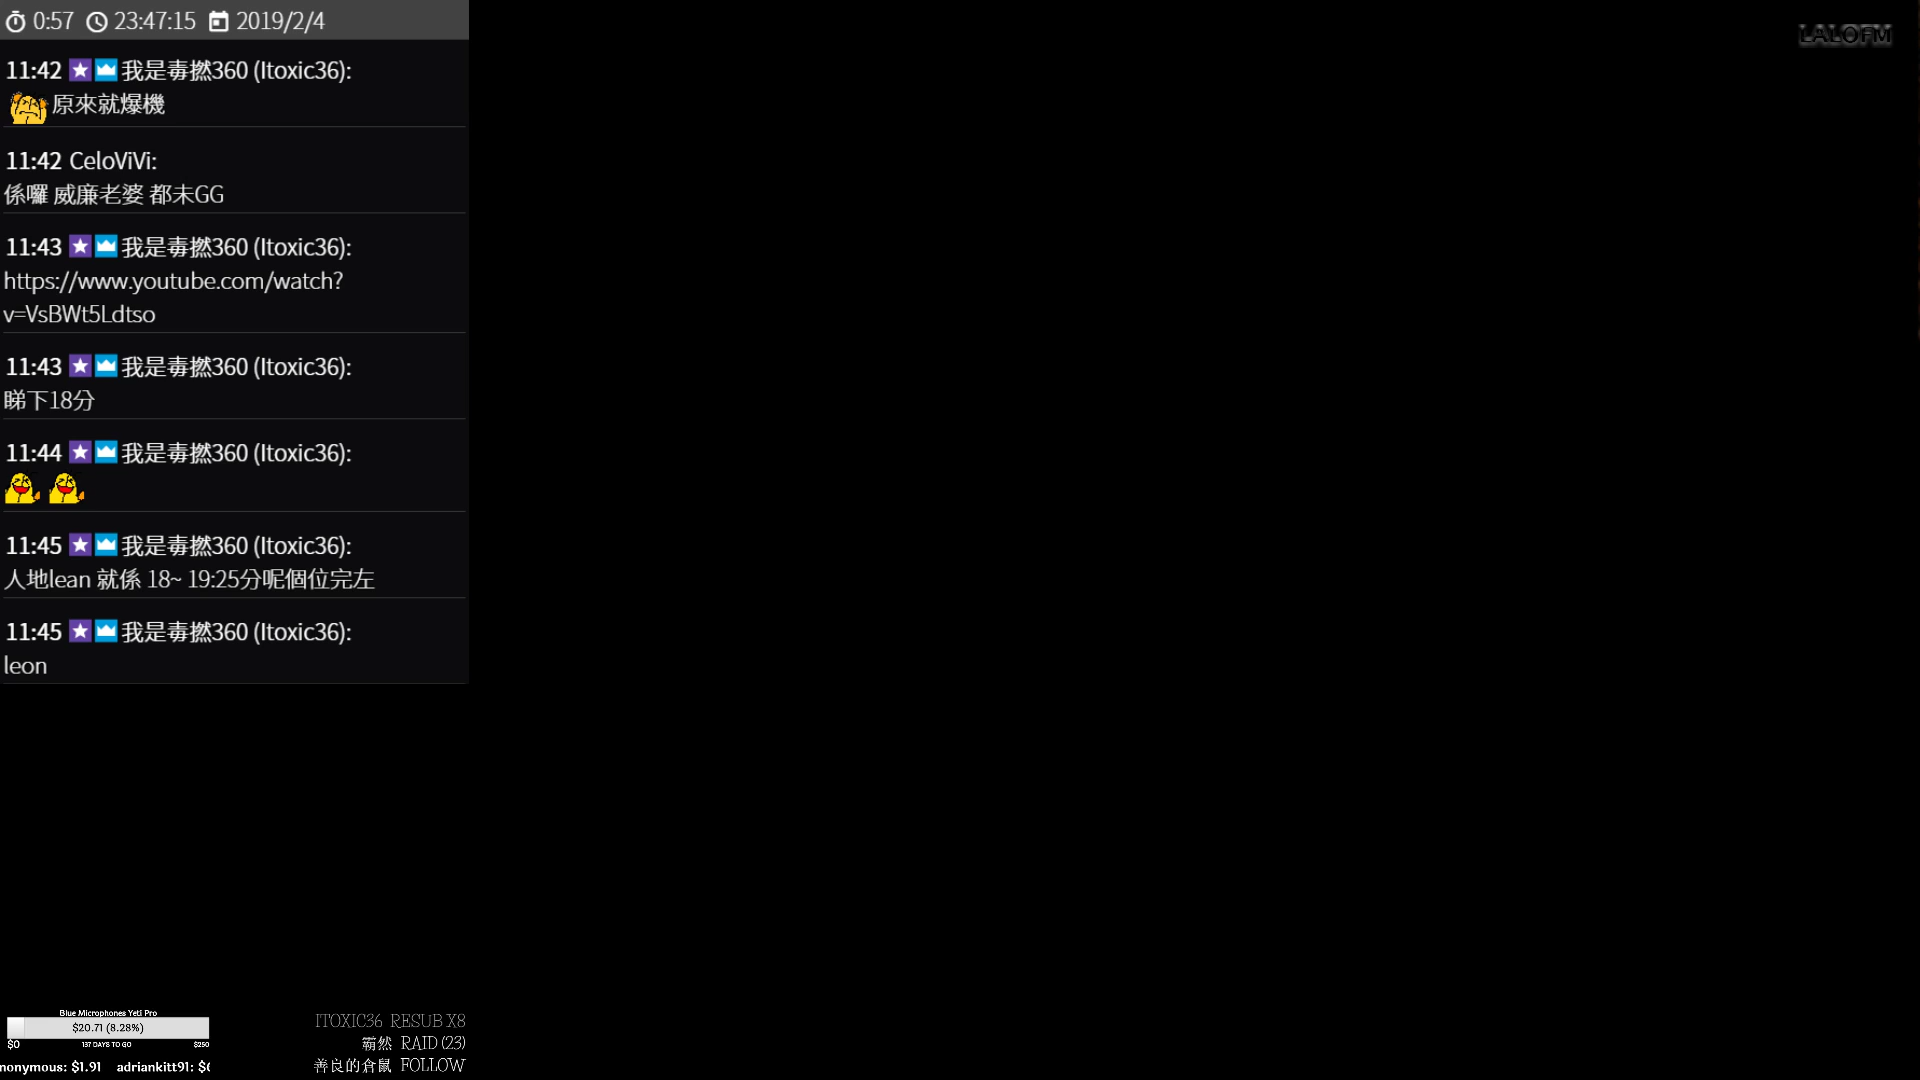 0:57 23:47:15 2019/2/4
11:42 我是毒撚360 (Itoxic36):
原來就爆機
11:42 CeloViVi:
係囉 威廉老婆 都未GG
11:43 我是毒撚360 (Itoxic36):
https://www.youtube.com/watch?
v=VsBWt5Ldtso
11:43 我是毒撚360 (Itoxic36):
睇下18分
11:44 我是毒撚360 (Itoxic36):
11:45 我是毒撚360 (Itoxic36):
人地lean 就係 18~ 19:25分呢個位完左
11:45 我是毒撚360 (Itoxic36):
leon
LALOFM
Blue Microphones Yeti Pro
$20.71 (8.28%)
$0 137 DAYS TO GO $250
nonymous: $1.91 adriankitt91: $
ITOXIC36 RESUB X8
霸然 RAID (23)
善良的倉鼠 FOLLOW